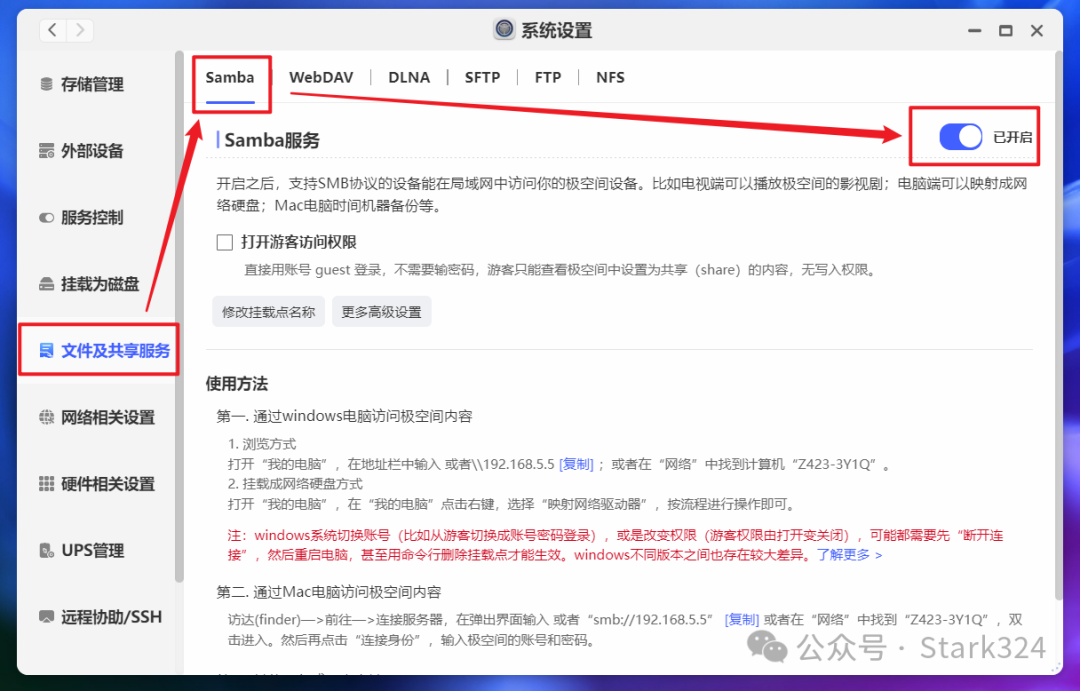 系统设置
存储管理
外部设备
服务控制
挂载为磁盘
文件及共享服务
网络相关设置
硬件相关设置
UPS管理
远程协助/SSH
Samba
WebDAV
DLNA
SFTP
FTP
NFS
Samba服务
已开启
开启之后，支持SMB协议的设备能在局域网中访问你的极空间设备。比如电视端可以播放极空间的影视剧；电脑端可以映射成网
络硬盘；Mac电脑时间机器备份等。
打开游客访问权限
直接用账号 guest 登录，不需要输密码，游客只能查看极空间中设置为共享（share）的内容，无写入权限。
修改挂载点名称
更多高级设置
使用方法
第一. 通过windows电脑访问极空间内容
1. 浏览方式
打开“我的电脑”，在地址栏中输入 或者\\192.168.5.5 [复制] ；或者在“网络”中找到计算机“Z423-3Y1Q”。
2. 挂载成网络硬盘方式
打开“我的电脑”，在“我的电脑”点击右键，选择“映射网络驱动器”，按流程进行操作即可。
注：windows系统切换账号（比如从游客切换成账号密码登录），或是改变权限（游客权限由打开变关闭），可能都需要先“断开连
接”，然后重启电脑，甚至用命令行删除挂载点才能生效。windows不同版本之间也存在较大差异。了解更多 >
第二. 通过Mac电脑访问极空间内容
访达(finder)—>前往—>连接服务器，在弹出界面输入 或者“smb://192.168.5.5” [复制] 或者在“网络”中找到“Z423-3Y1Q”，双
击进入。然后再点击“连接身份”，输入极空间的账号和密码。
公众号 · Stark324